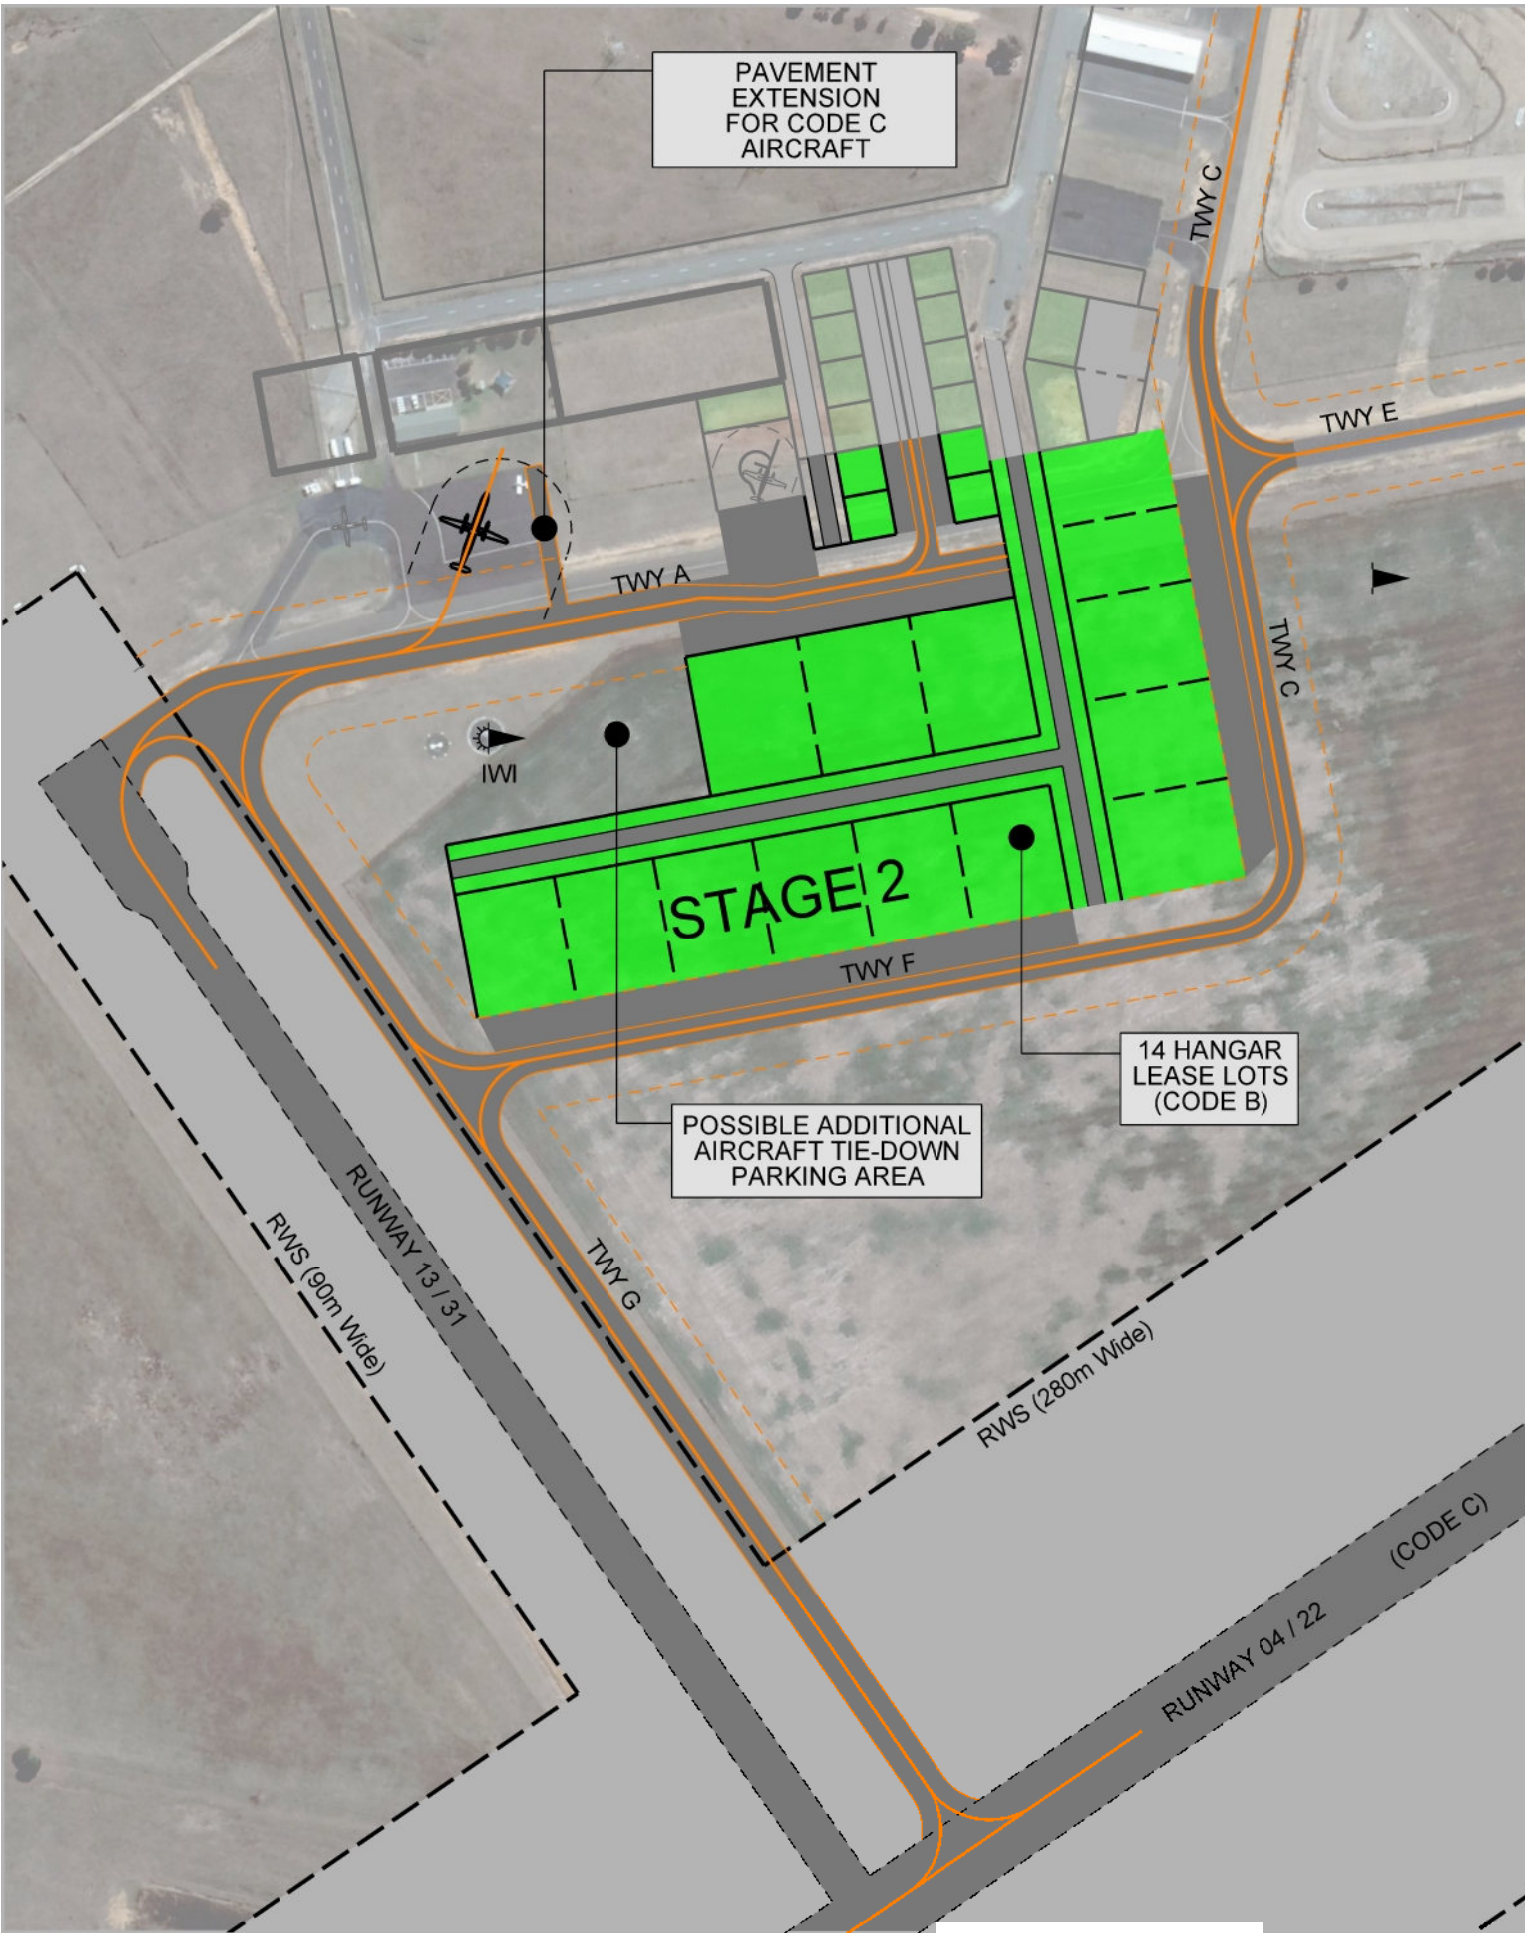 PAVEMENT
EXTENSION
FOR CODE C
AIRCRAFT
TWY C
TWY E
TWY A
TWY C
IWI
STAGE 2
TWY F
14 HANGAR
LEASE LOTS
(CODE B)
POSSIBLE ADDITIONAL
AIRCRAFT TIE-DOWN
PARKING AREA
RUNWAY 13 / 31
RWS (90m Wide)
TWY G
RWS (280m Wide)
(CODE C)
RUNWAY 04 / 22